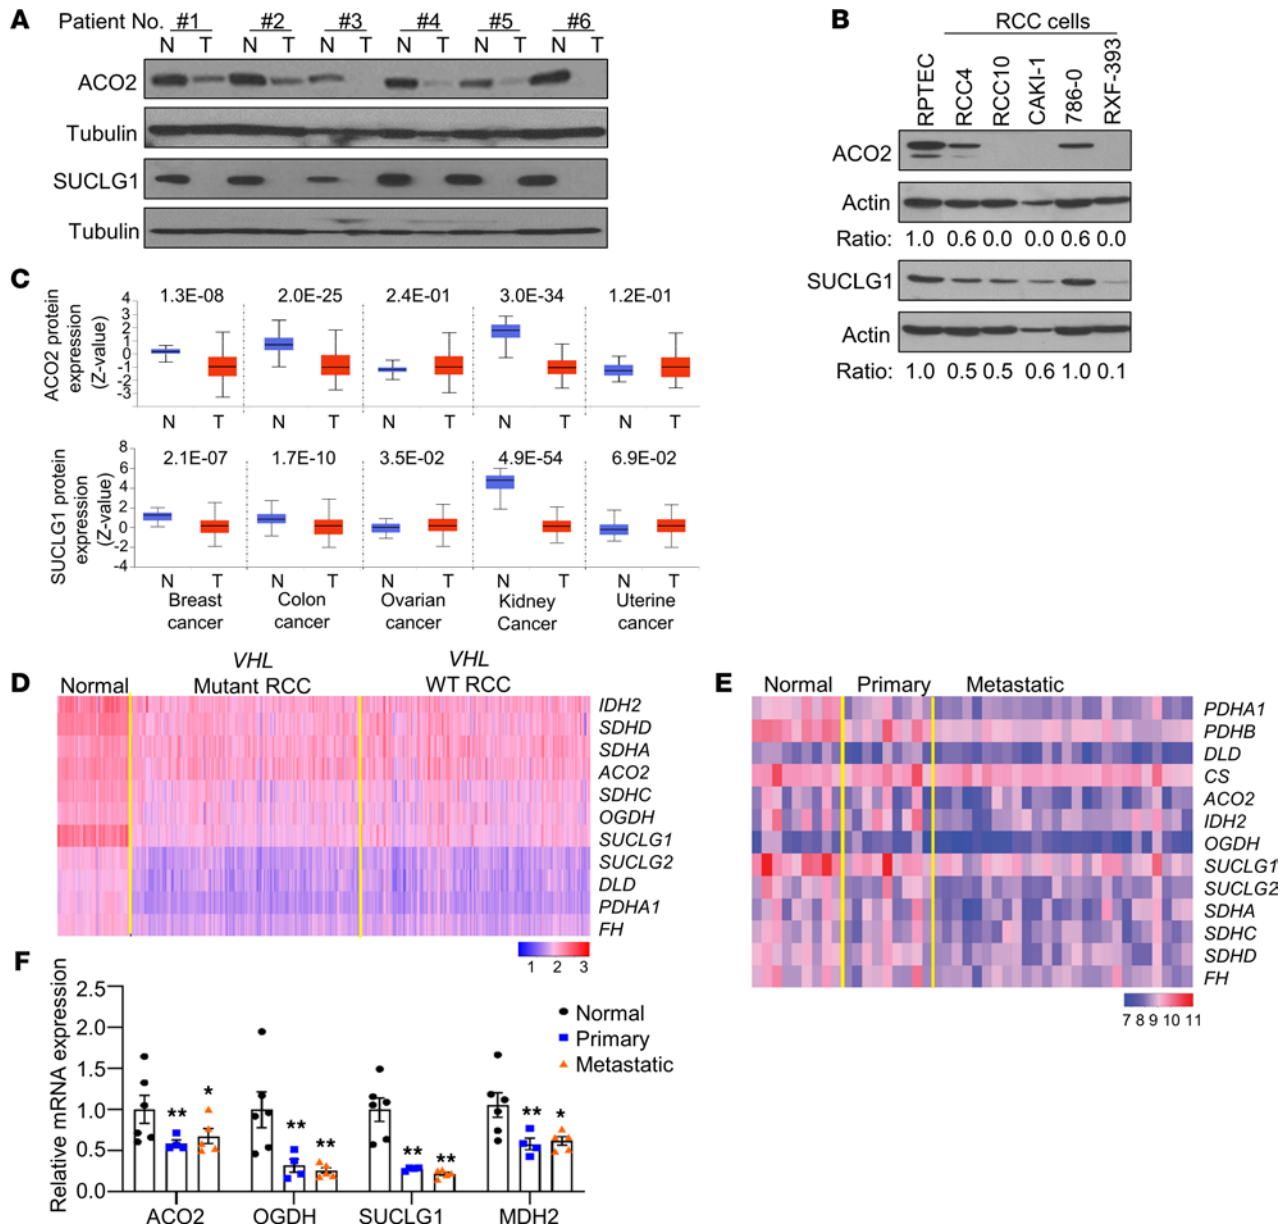 A
Patient No. #1 #2 #3 #4 #5 #6
N T N T N T N T N T N T
ACO2
Tubulin
SUCLG1
Tubulin
B
RCC cells
RPTEC RCC4 RCC10 CAKI-1 786-0 RXF-393
ACO2
Actin
Ratio: 1.0 0.6 0.0 0.0 0.6 0.0
SUCLG1
Actin
Ratio: 1.0 0.5 0.5 0.6 1.0 0.1
C
ACO2 protein
expression
(Z-value)
4
3
2
1
0
-1
-2
-3
1.3E-08 2.0E-25 2.4E-01 3.0E-34 1.2E-01
N T N T N T N T N T
SUCLG1 protein
expression
(Z-value)
8
6
4
2
0
-2
-4
2.1E-07 1.7E-10 3.5E-02 4.9E-54 6.9E-02
N T N T N T N T N T
Breast cancer
Colon cancer
Ovarian cancer
Kidney Cancer
Uterine cancer
D
Normal
VHL
Mutant RCC
VHL
WT RCC
IDH2
SDHD
SDHA
ACO2
SDHC
OGDH
SUCLG1
SUCLG2
DLD
PDHA1
FH
1 2 3
E
Normal Primary Metastatic
PDHA1
PDHB
DLD
CS
ACO2
IDH2
OGDH
SUCLG1
SUCLG2
SDHA
SDHC
SDHD
FH
7 8 9 10 11
F
Relative mRNA expression
2.5
2.0
1.5
1.0
0.5
0.0
Normal
Primary
Metastatic
** *
** **
** **
** *
ACO2 OGDH SUCLG1 MDH2